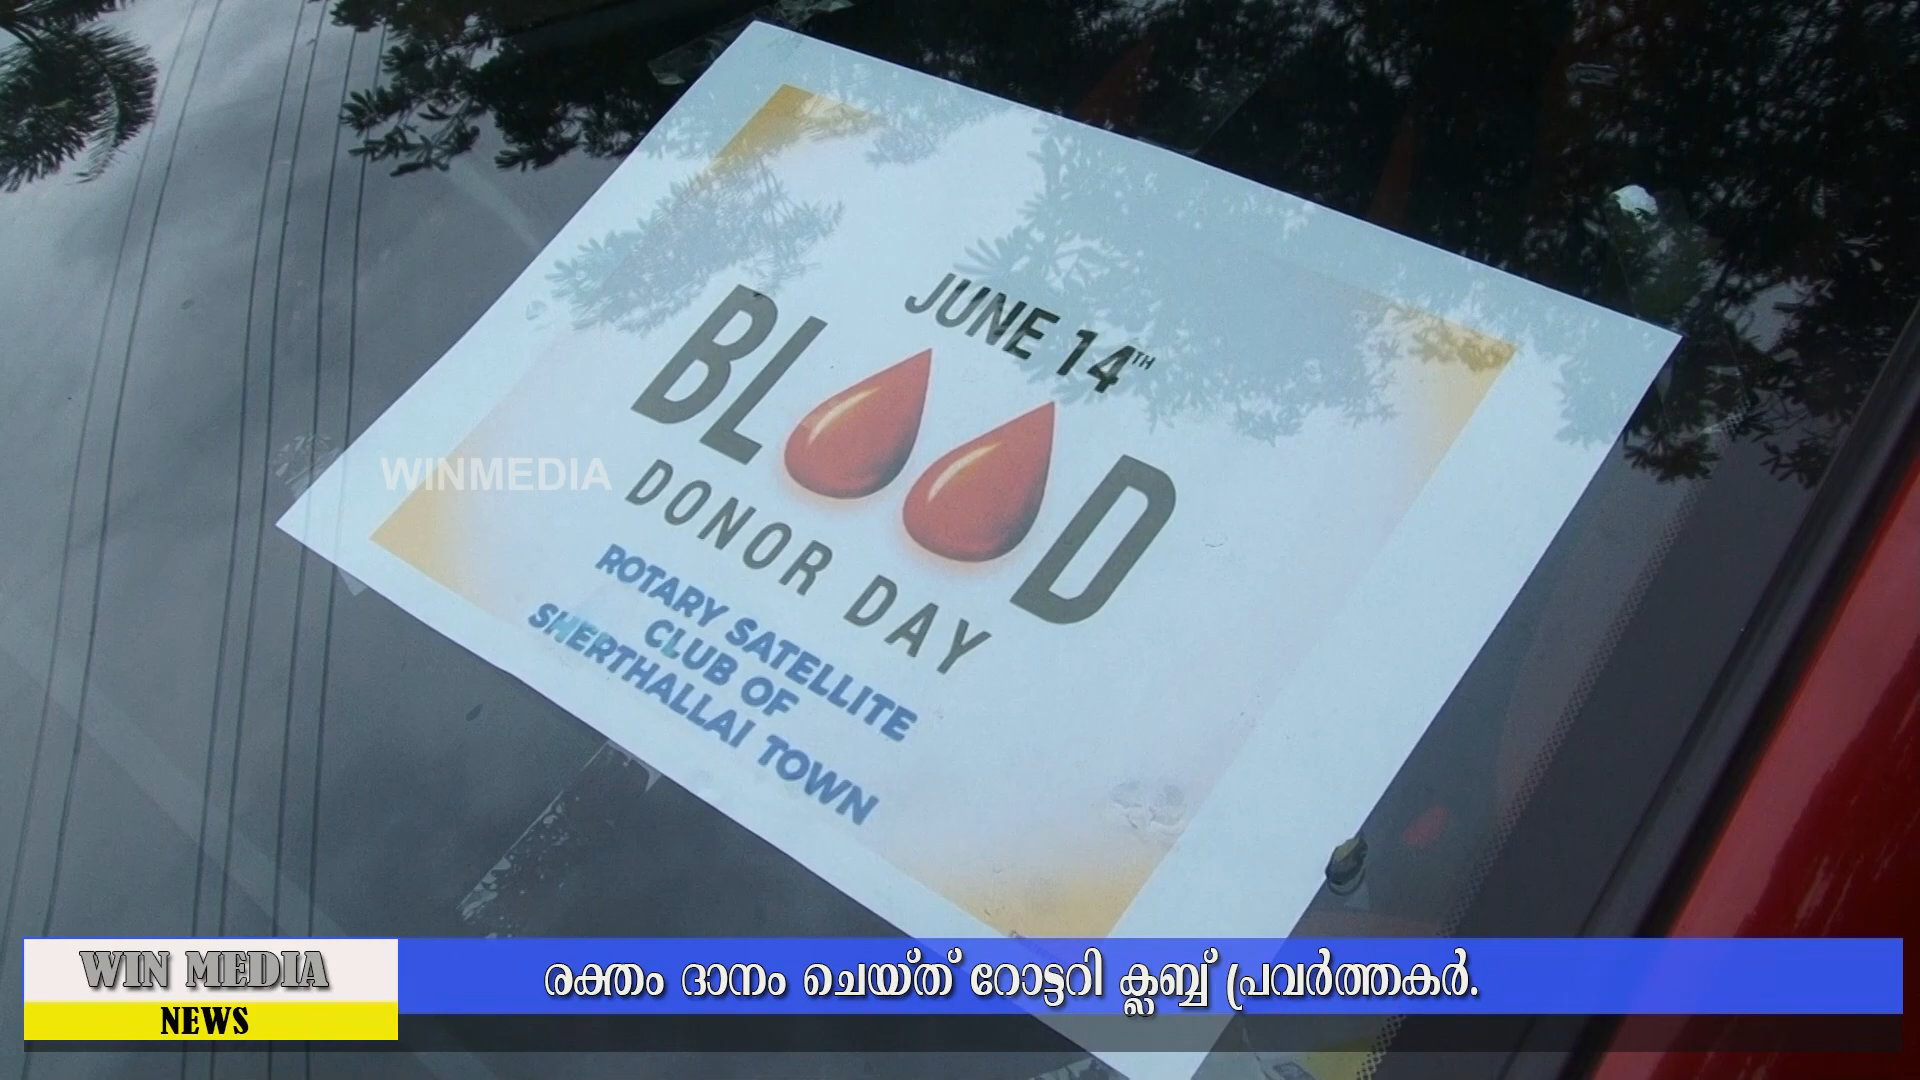 JUNE 14TH
BLOOD
DONOR DAY
ROTARY SATELLITE
CLUB OF
SHERTHALLAI TOWN
WINMEDIA
WIN MEDIA
NEWS
രക്തം ദാനം ചെയ്ത് റോട്ടറി ക്ലബ്ബ് പ്രവർത്തകർ.